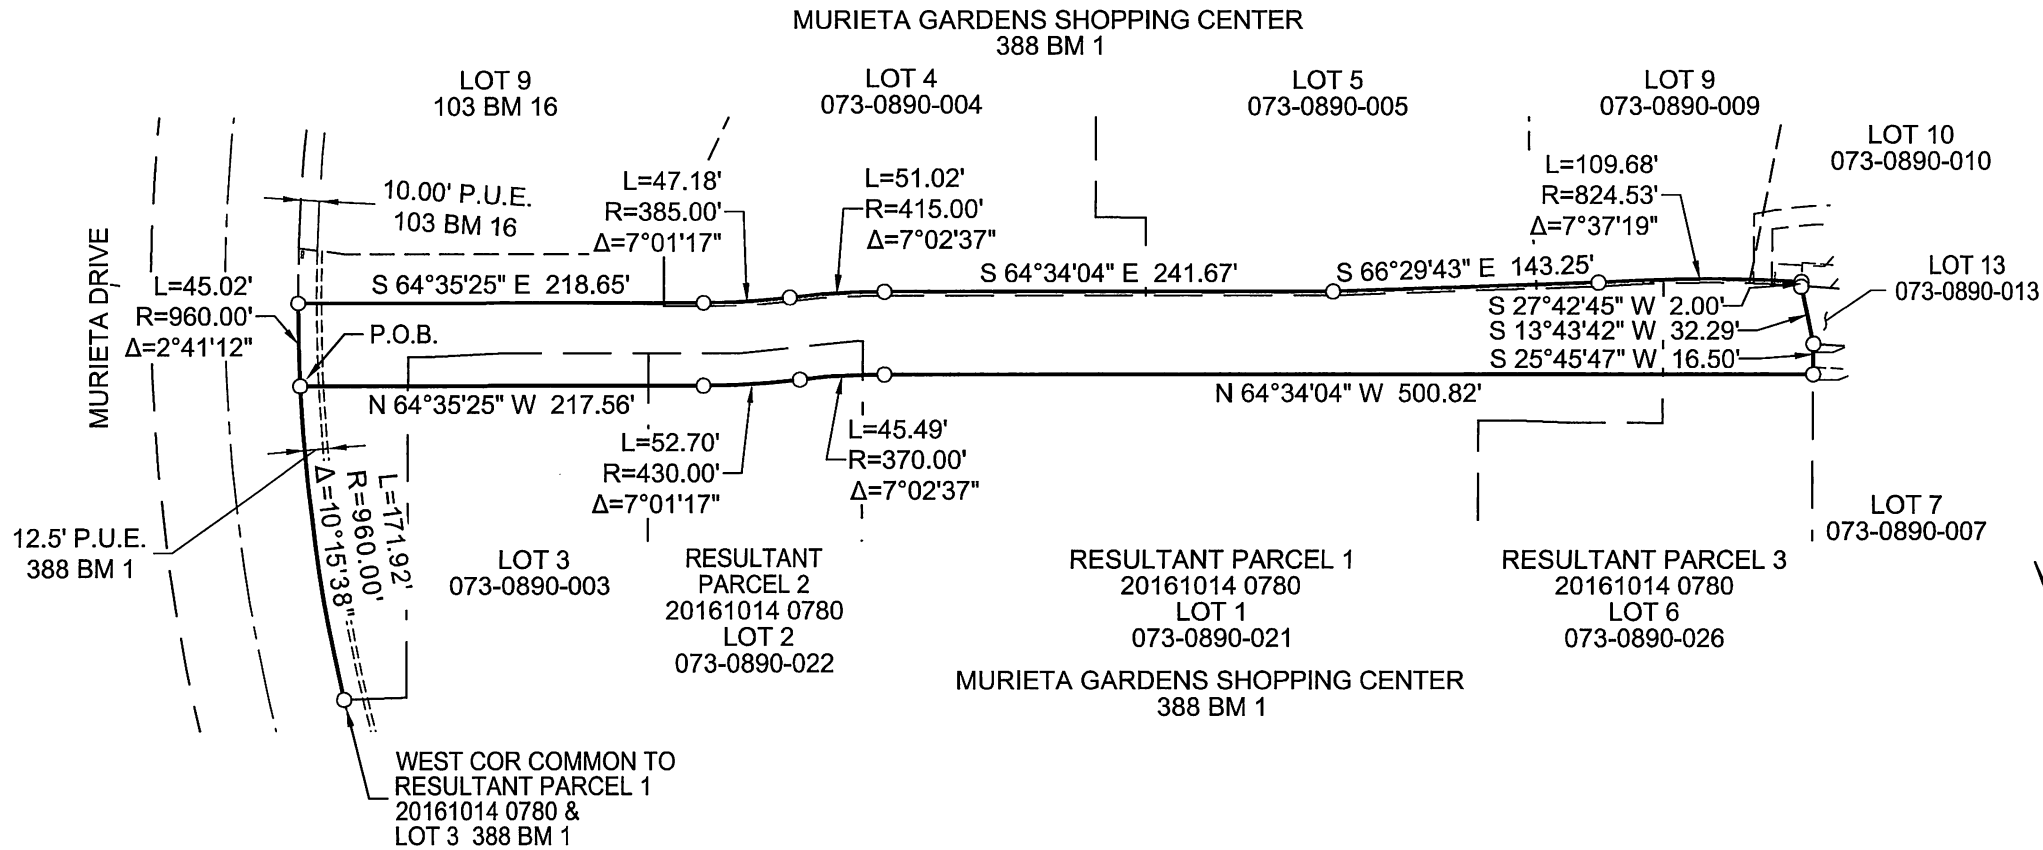 MURIETA GARDENS SHOPPING CENTER
388 BM 1
LOT 9
103 BM 16
LOT 4
073-0890-004
LOT 5
073-0890-005
LOT 9
073-0890-009
LOT 10
073-0890-010
LOT 13
073-0890-013
10.00' P.U.E.
103 BM 16
L=47.18'
R=385.00'
Δ=7°01'17"
L=51.02'
R=415.00'
Δ=7°02'37"
L=109.68'
R=824.53'
Δ=7°37'19"
MURIETA DRIVE
L=45.02'
R=960.00'
Δ=2°41'12"
S 64°35'25" E 218.65'
S 64°34'04" E 241.67'
S 66°29'43" E 143.25'
S 27°42'45" W 2.00'
S 13°43'42" W 32.29'
S 25°45'47" W 16.50'
P.O.B.
N 64°35'25" W 217.56'
N 64°34'04" W 500.82'
L=52.70'
R=430.00'
Δ=7°01'17"
L=45.49'
R=370.00'
Δ=7°02'37"
L=171.92'
R=960.00'
Δ=10°15'38"
12.5' P.U.E.
388 BM 1
LOT 3
073-0890-003
RESULTANT
PARCEL 2
20161014 0780
LOT 2
073-0890-022
RESULTANT PARCEL 1
20161014 0780
LOT 1
073-0890-021
RESULTANT PARCEL 3
20161014 0780
LOT 6
073-0890-026
LOT 7
073-0890-007
MURIETA GARDENS SHOPPING CENTER
388 BM 1
WEST COR COMMON TO
RESULTANT PARCEL 1
20161014 0780 &
LOT 3 388 BM 1